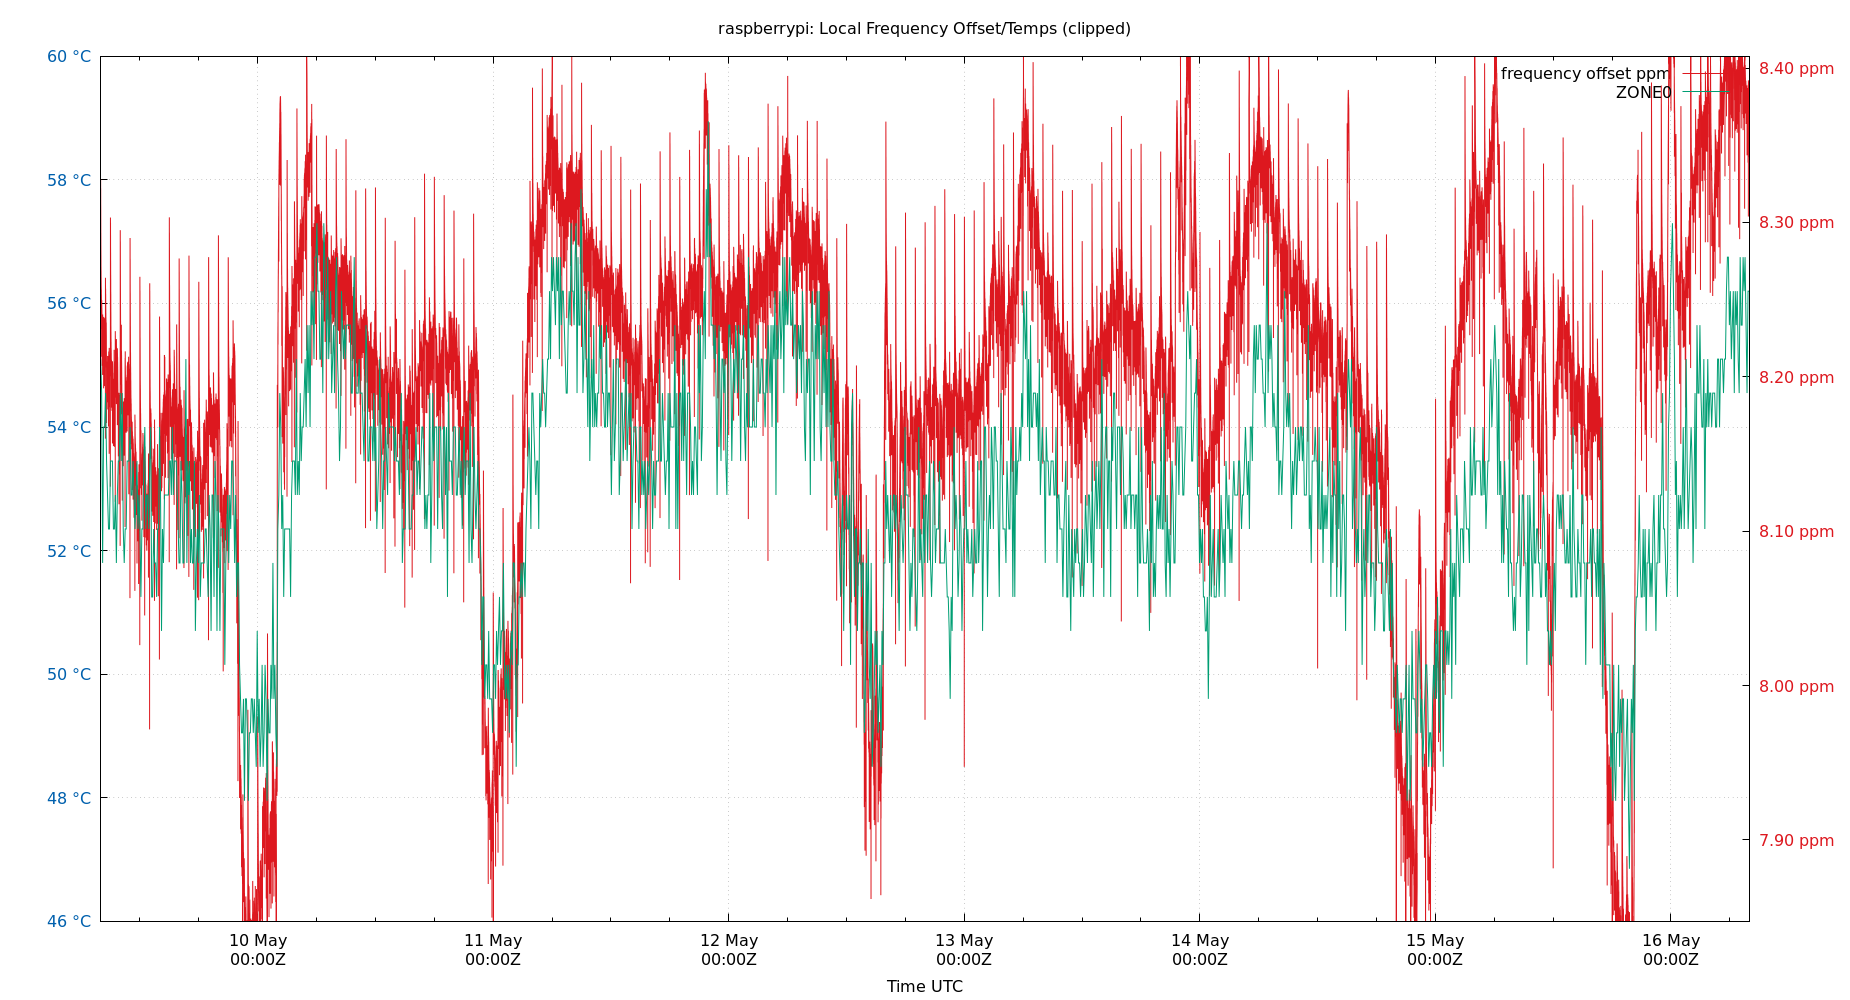 raspberrypi: Local Frequency Offset/Temps (clipped)
60 °C
58 °C
56 °C
54 °C
52 °C
50 °C
48 °C
46 °C
8.40 ppm
8.30 ppm
8.20 ppm
8.10 ppm
8.00 ppm
7.90 ppm
frequency offset ppm
ZONE0
10 May
00:00Z
11 May
00:00Z
12 May
00:00Z
13 May
00:00Z
14 May
00:00Z
15 May
00:00Z
16 May
00:00Z
Time UTC